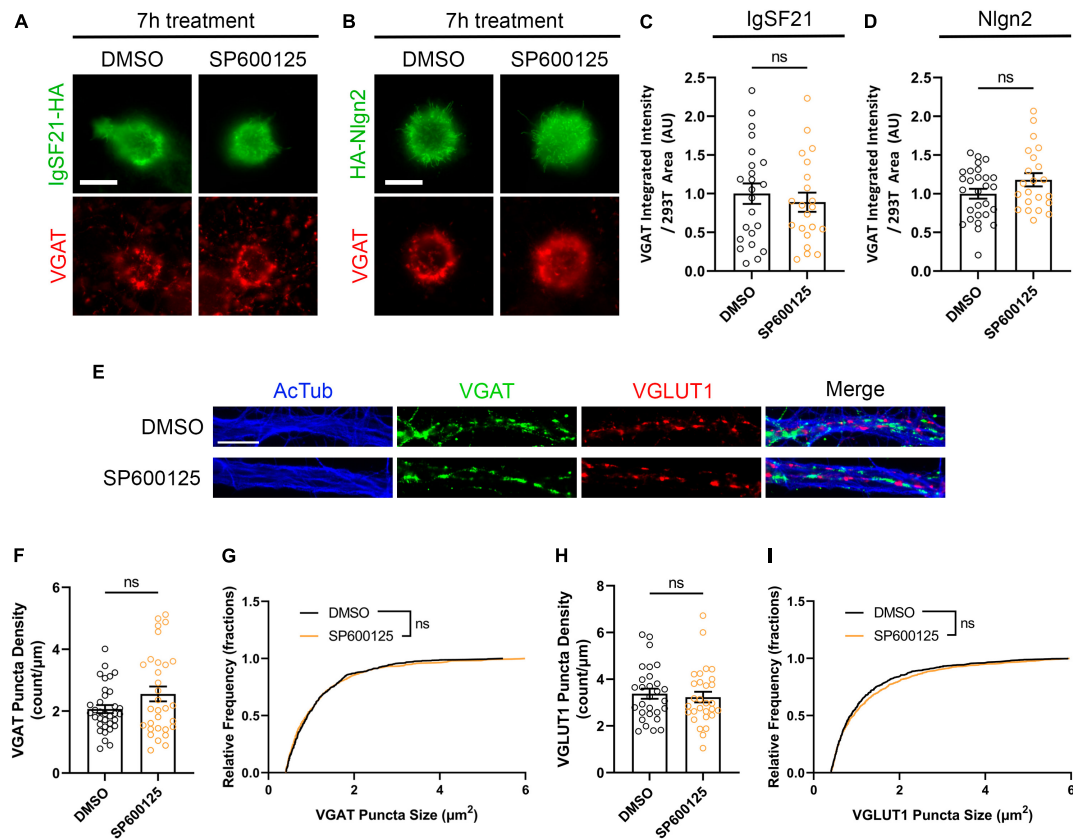 A
7h treatment
DMSO
SP600125
IgSF21-HA
VGAT
B
7h treatment
DMSO
SP600125
HA-Nlgn2
VGAT
C
IgSF21
ns
VGAT Integrated Intensity
/ 293T Area (AU)
2.5
2.0
1.5
1.0
0.5
0.0
DMSO
SP600125
D
Nlgn2
ns
VGAT Integrated Intensity
/ 293T Area (AU)
2.5
2.0
1.5
1.0
0.5
0.0
DMSO
SP600125
E
AcTub
VGAT
VGLUT1
Merge
DMSO
SP600125
F
ns
VGAT Puncta Density
(count/µm)
6
4
2
0
DMSO
SP600125
G
Relative Frequency (fractions)
1.5
1.0
0.5
0.0
DMSO
SP600125
ns
0
2
4
6
VGAT Puncta Size (µm²)
H
ns
VGLUT1 Puncta Density
(count/µm)
8
6
4
2
0
DMSO
SP600125
I
Relative Frequency (fractions)
1.5
1.0
0.5
0.0
DMSO
SP600125
ns
0
2
4
6
VGLUT1 Puncta Size (µm²)